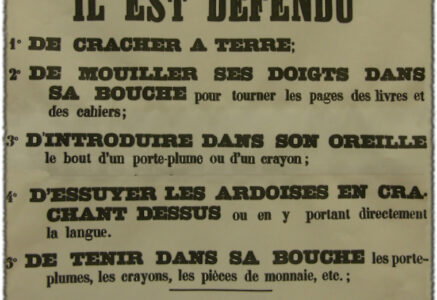 IL EST DÉFENDU
1° DE CRACHER A TERRE;
2° DE MOUILLER SES DOIGTS DANS
SA BOUCHE pour tourner les pages des livres et
des cahiers;
3° D'INTRODUIRE DANS SON OREILLE
le bout d'un porte-plume ou d'un crayon;
4° D'ESSUYER LES ARDOISES EN CRA-
CHANT DESSUS ou en y portant directement
la langue.
5° DE TENIR DANS SA BOUCHE les porte-
plumes, les crayons, les pièces de monnaie, etc.;